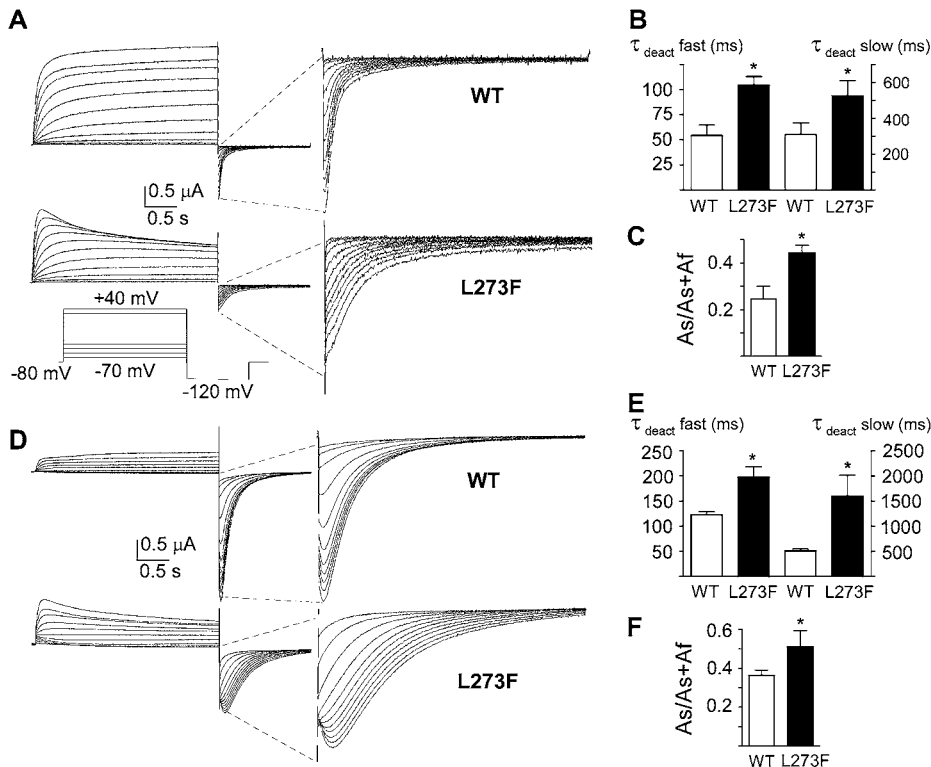 A
WT
0.5 µA
0.5 s
L273F
+40 mV
-80 mV
-70 mV
-120 mV
B
τ deact fast (ms)
τ deact slow (ms)
100
75
50
25
700
500
300
200
* *
WT L273F WT L273F
C
As/As+Af
0.4
0.2
*
WT L273F
D
WT
0.5 µA
0.5 s
L273F
E
τ deact fast (ms)
τ deact slow (ms)
250
200
150
100
50
2500
2000
1500
1000
500
* *
WT L273F WT L273F
F
As/As+Af
0.6
0.4
0.2
*
WT L273F